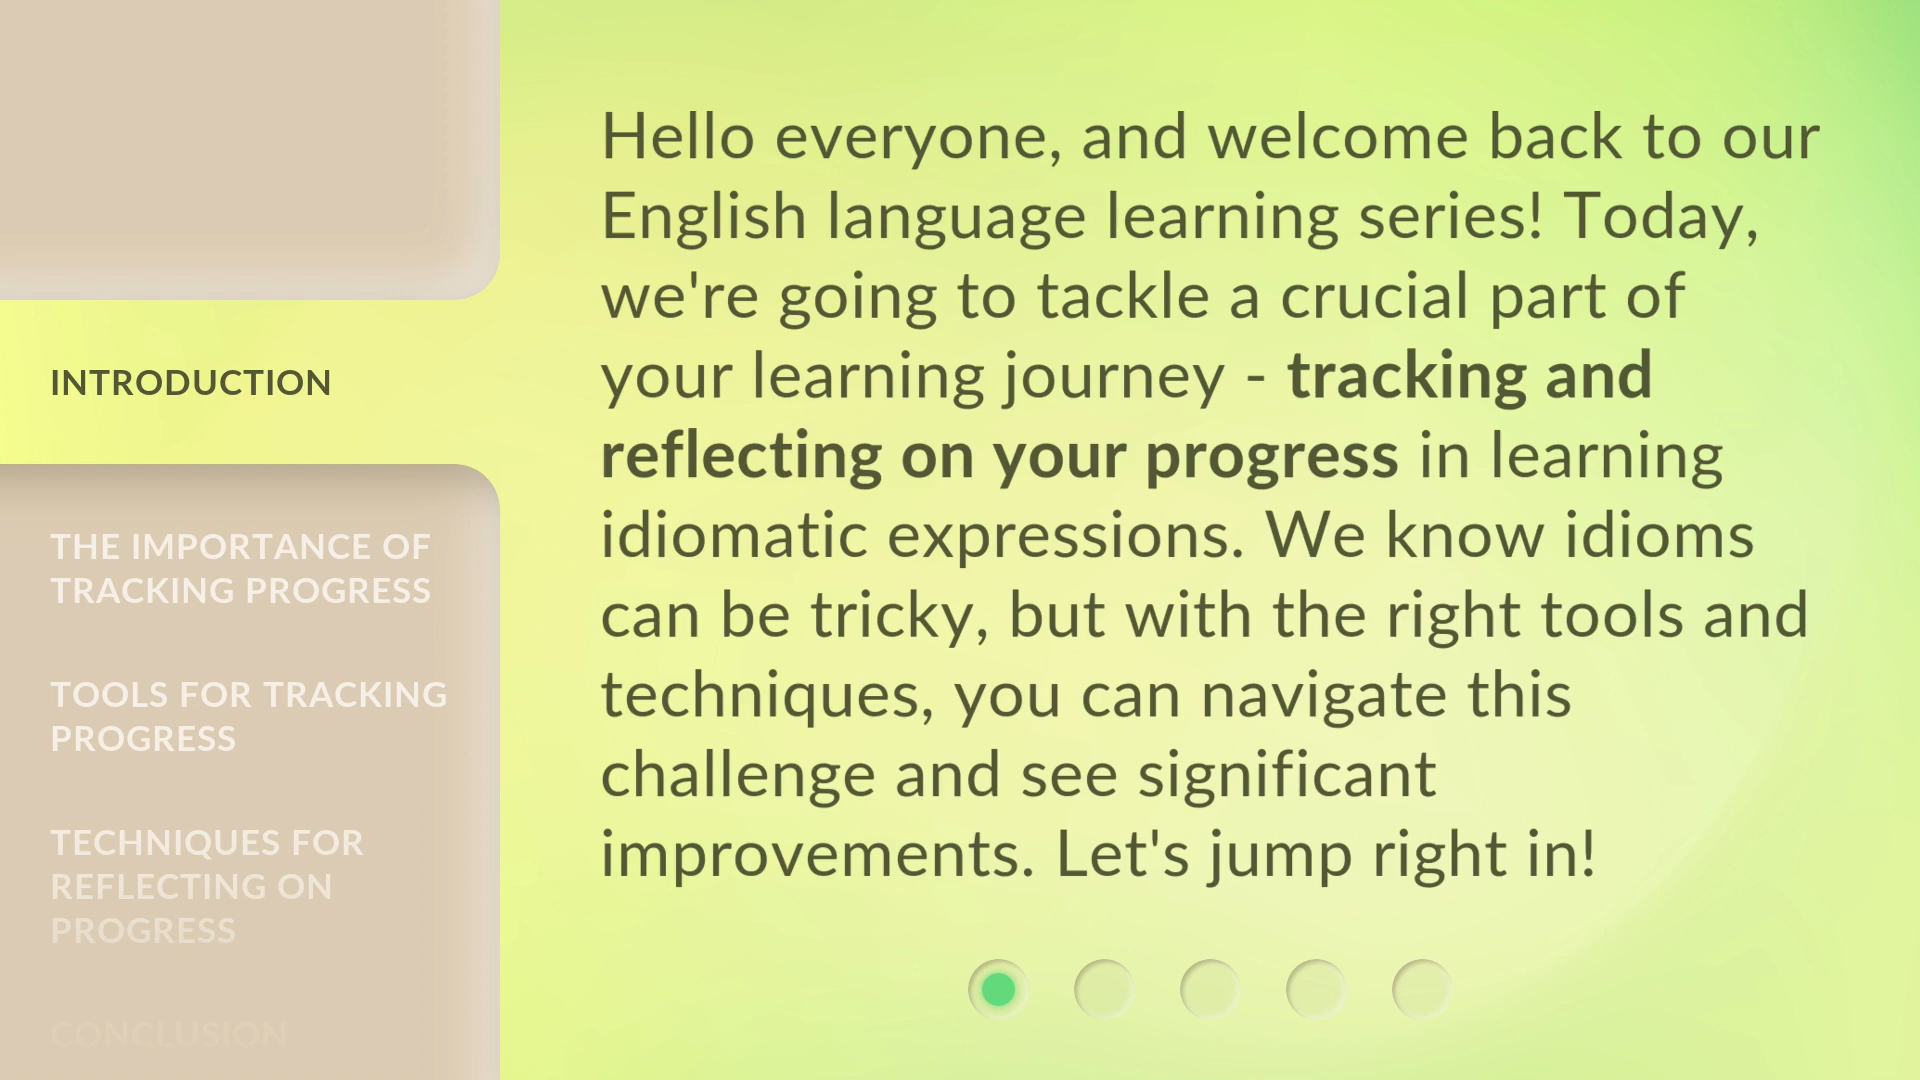 INTRODUCTION
THE IMPORTANCE OF
TRACKING PROGRESS
TOOLS FOR TRACKING
PROGRESS
TECHNIQUES FOR
REFLECTING ON
PROGRESS
CONCLUSION
Hello everyone, and welcome back to our
English language learning series! Today,
we're going to tackle a crucial part of
your learning journey - tracking and
reflecting on your progress in learning
idiomatic expressions. We know idioms
can be tricky, but with the right tools and
techniques, you can navigate this
challenge and see significant
improvements. Let's jump right in!